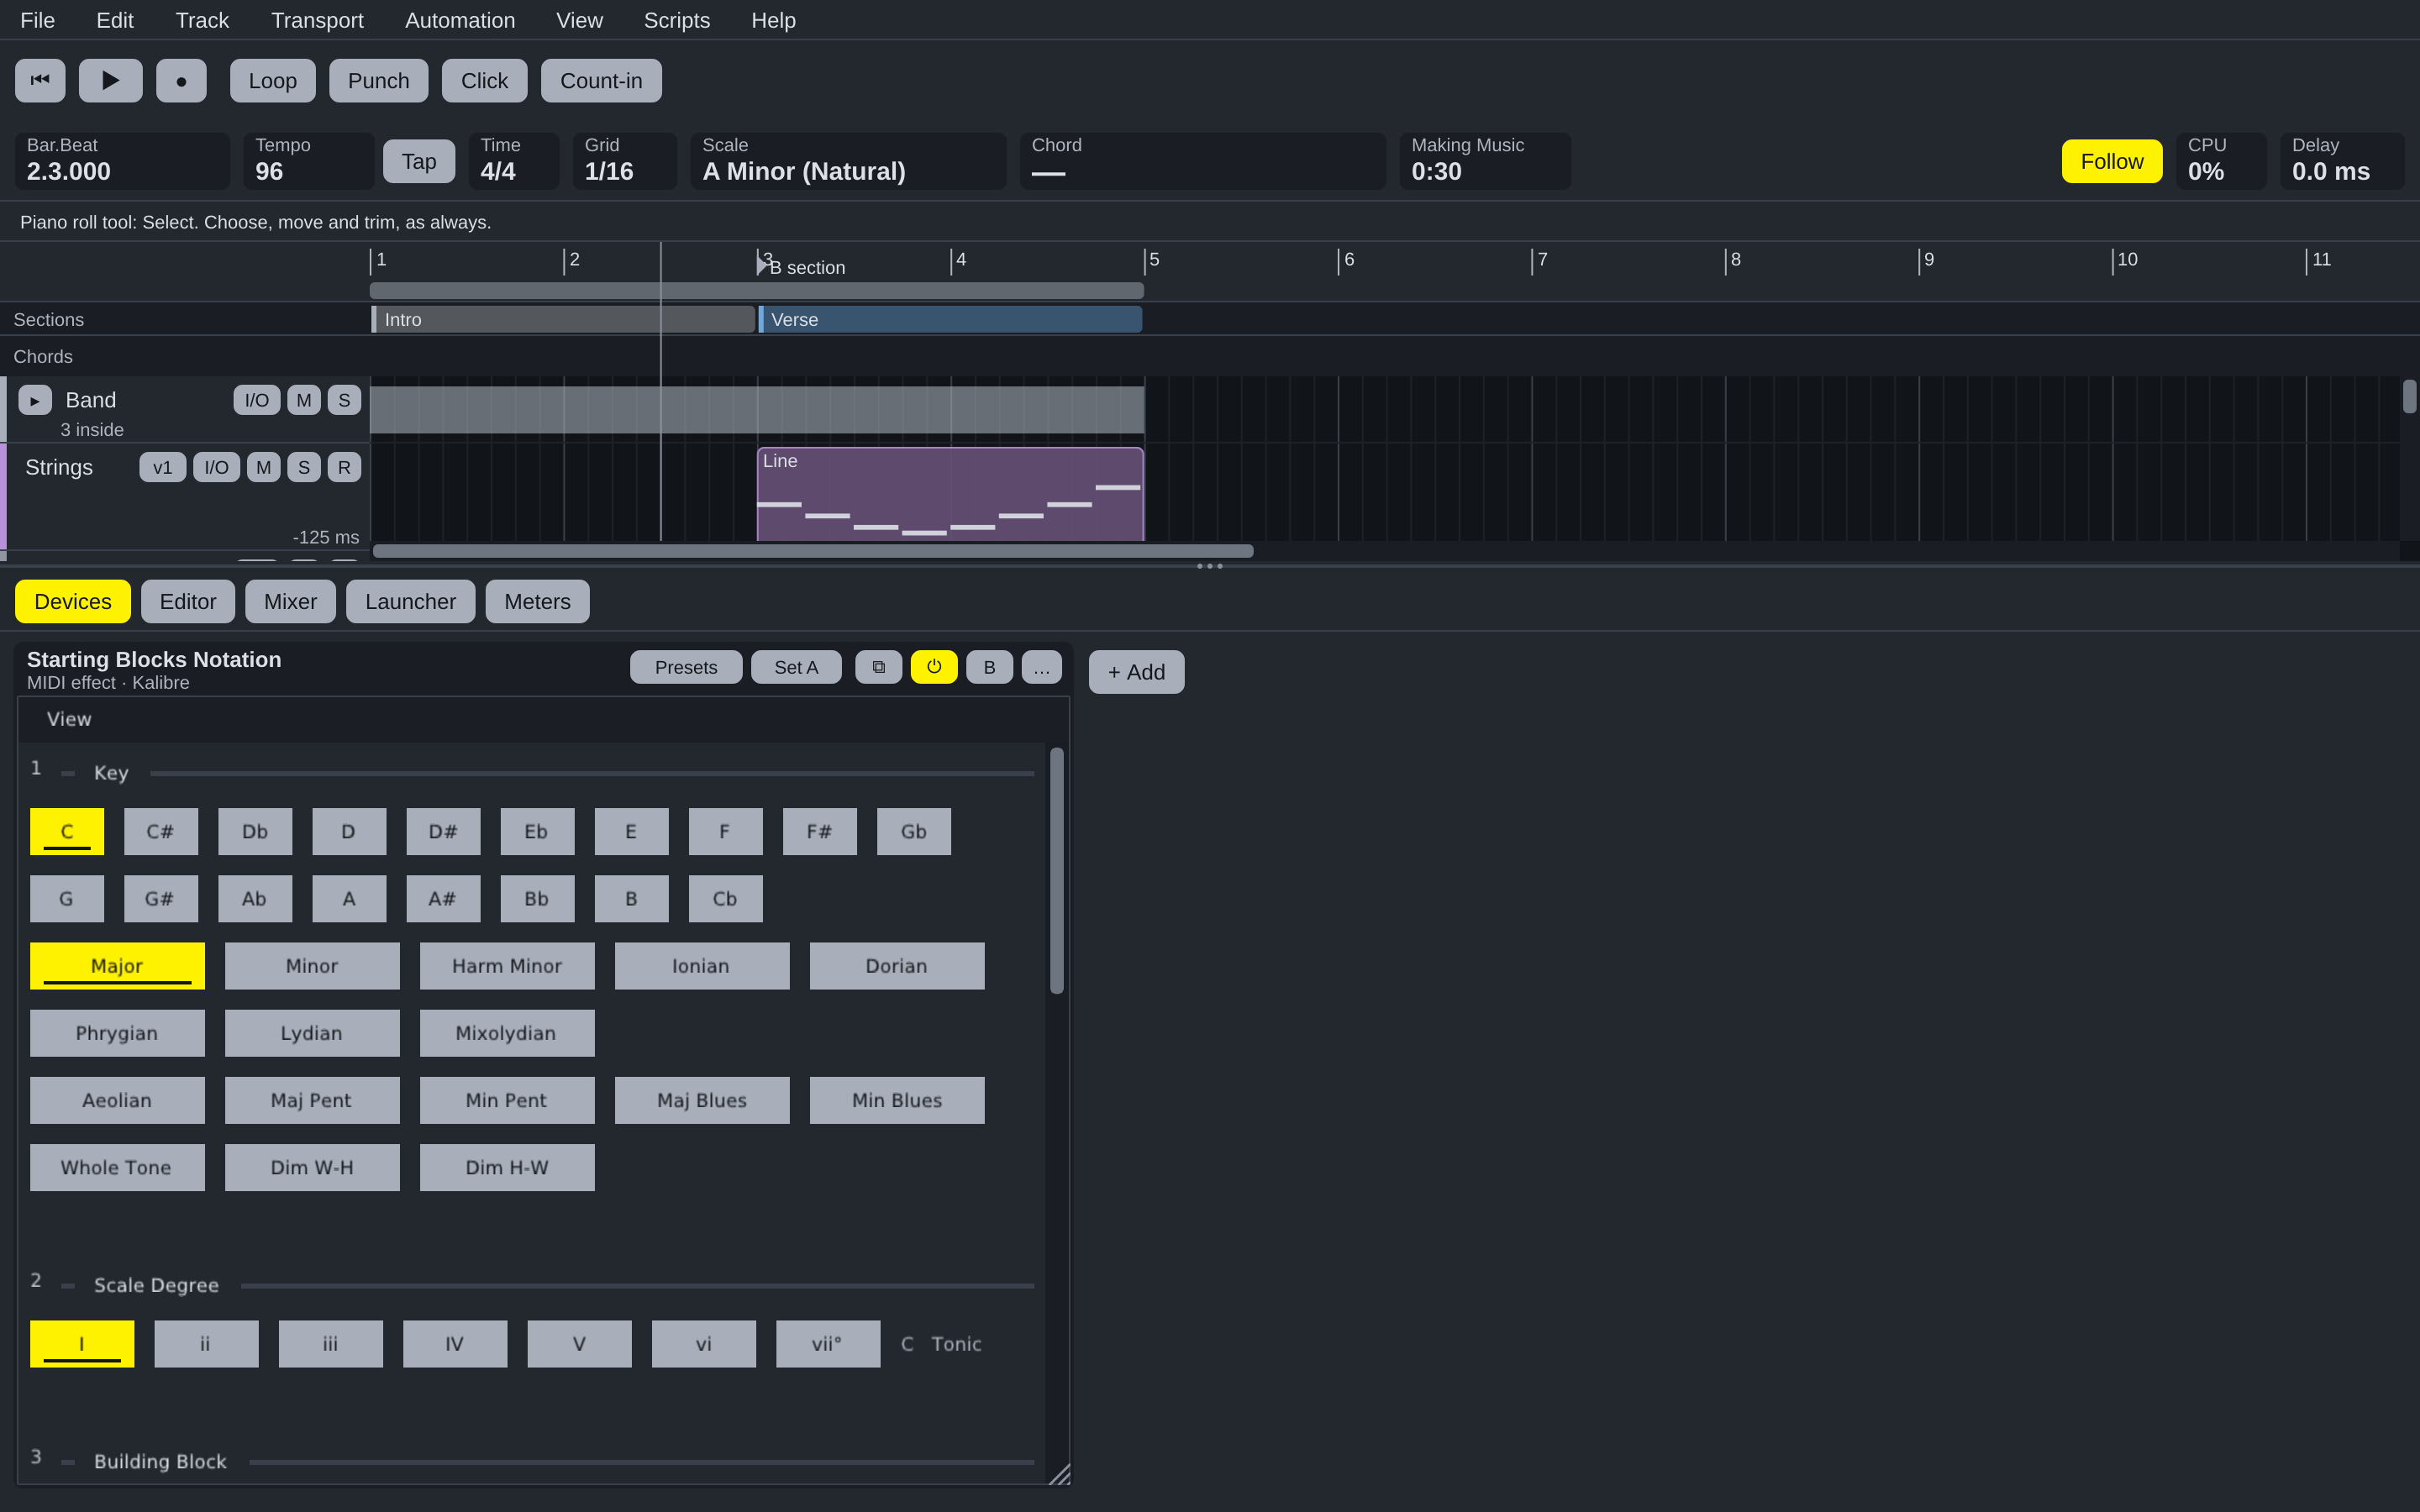 File Edit Track Transport Automation View Scripts Help
Loop Punch Click Count-in
Bar.Beat Tempo Time Grid Scale Chord Making Music CPU Delay
2.3.000 96 Tap 4/4 1/16 A Minor (Natural) — 0:30 Follow 0% 0.0 ms
Piano roll tool: Select. Choose, move and trim, as always.
1 2 3 4 5 6 7 8 9 10 11
B section
Sections Intro Verse
Chords
Band I/O M S
3 inside
Strings v1 I/O M S R Line
-125 ms
Devices Editor Mixer Launcher Meters
Starting Blocks Notation Presets Set A B ... + Add
MIDI effect · Kalibre
View
1 Key
C C# Db D D# Eb E F F# Gb
G G# Ab A A# Bb B Cb
Major Minor Harm Minor Ionian Dorian
Phrygian Lydian Mixolydian
Aeolian Maj Pent Min Pent Maj Blues Min Blues
Whole Tone Dim W-H Dim H-W
2 Scale Degree
I ii iii IV V vi vii° C Tonic
3 Building Block